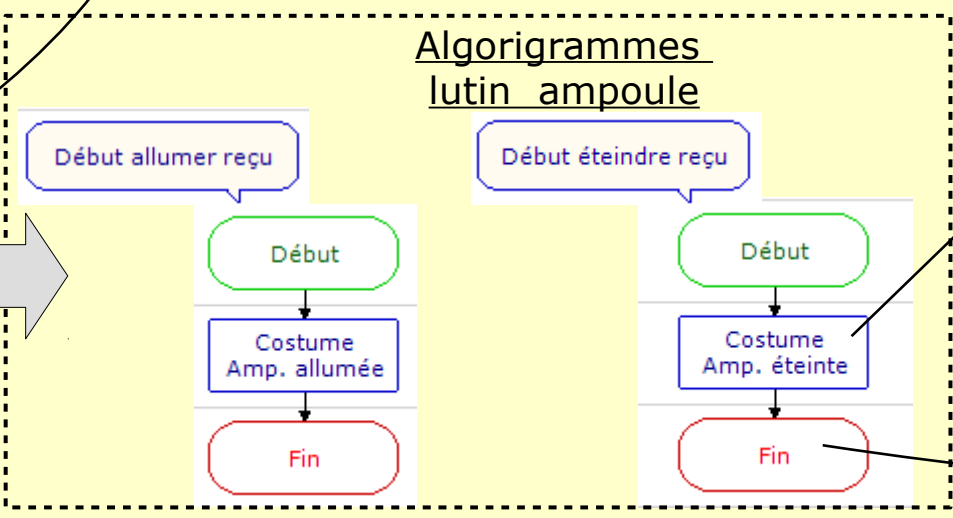 Algorigrammes
lutin ampoule
Début allumer reçu
Début
Costume
Amp. allumée
Fin
Début éteindre reçu
Début
Costume
Amp. éteinte
Fin